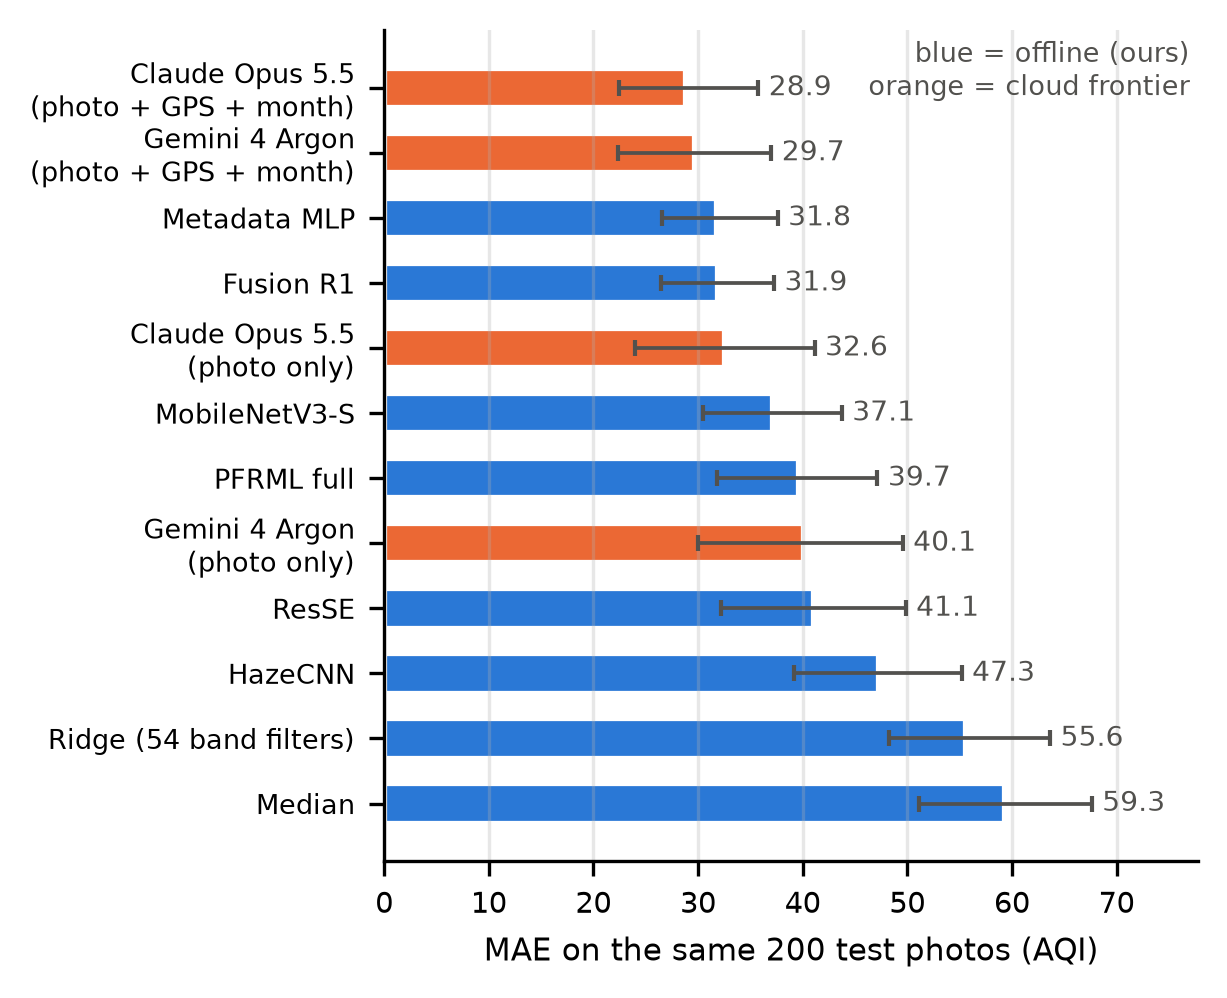 blue = offline (ours)
orange = cloud frontier
Claude Opus 5.5
(photo + GPS + month)
28.9
Gemini 4 Argon
(photo + GPS + month)
29.7
Metadata MLP
31.8
Fusion R1
31.9
Claude Opus 5.5
(photo only)
32.6
MobileNetV3-S
37.1
PFRML full
39.7
Gemini 4 Argon
(photo only)
40.1
ResSE
41.1
HazeCNN
47.3
Ridge (54 band filters)
55.6
Median
59.3
0 10 20 30 40 50 60 70
MAE on the same 200 test photos (AQI)